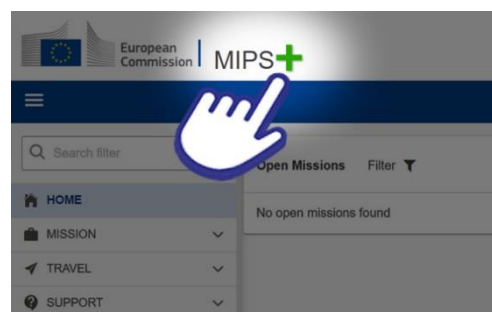 European
Commission
MIPS+
Search filter
Open Missions Filter
HOME
No open missions found
MISSION
TRAVEL
SUPPORT